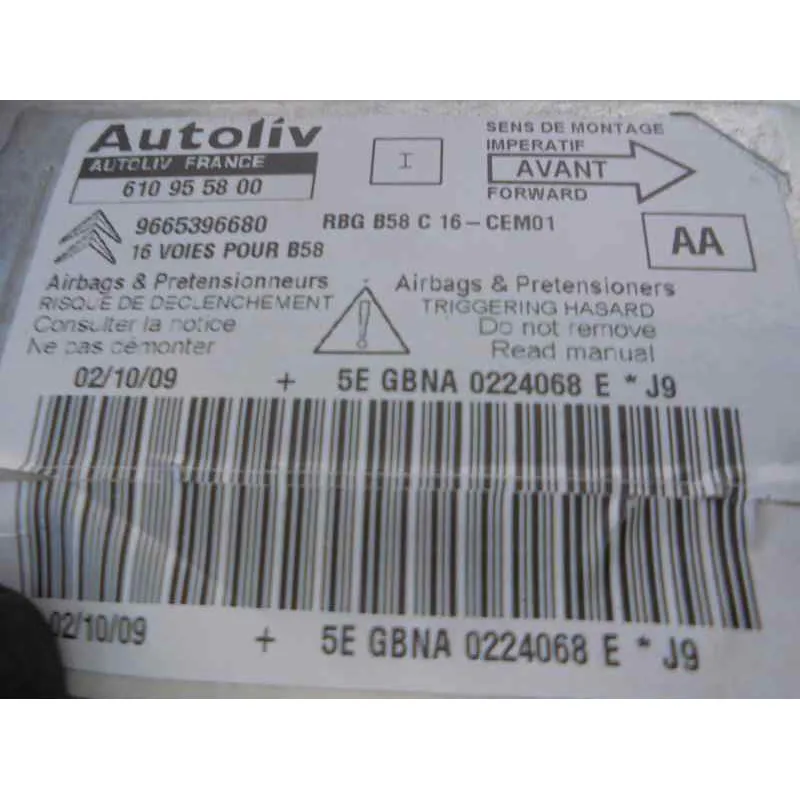 Autoliv
AUTOLIV FRANCE
610 95 58 00
I
SENS DE MONTAGE
IMPERATIF
AVANT
FORWARD
9665396680 RBG B58 C 16-CEM01
16 VOIES POUR B58
AA
Airbags & Pretensionneurs
RISQUE DE DECLENCHEMENT
Consulter la notice
Ne pas demonter
!
Airbags & Pretensioners
TRIGGERING HASARD
Do not remove
Read manual
02/10/09 + 5E GBNA 0224068 E * J9
02/10/09 + 5E GBNA 0224068 E * J9